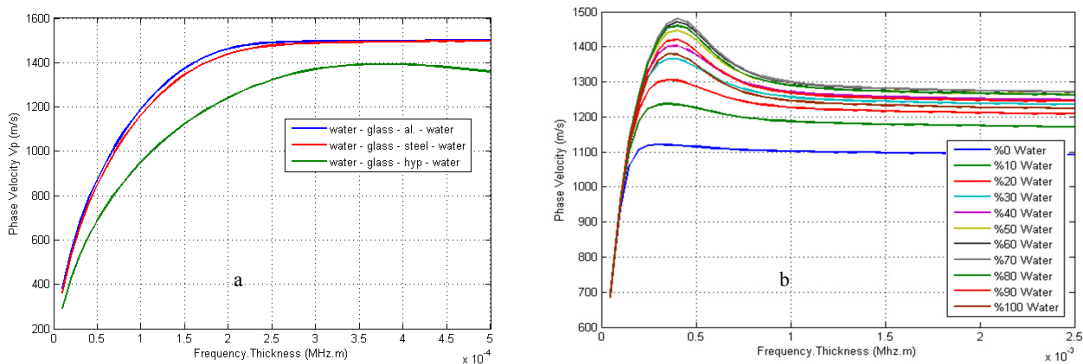 1600
1400
1200
1000
800
600
400
200
0
0.5
1
1.5
2
2.5
3
3.5
4
4.5
5
x 10⁻⁴
Phase Velocity Vp (m/s)
Frequency.Thickness (MHz.m)
water - glass - al. - water
water - glass - steel - water
water - glass - hyp - water
a
1500
1400
1300
1200
1100
1000
900
800
700
600
0
0.5
1
1.5
2
2.5
x 10⁻³
Phase Velocity (m/s)
Frequency.Thickness (MHz.m)
%0 Water
%10 Water
%20 Water
%30 Water
%40 Water
%50 Water
%60 Water
%70 Water
%80 Water
%90 Water
%100 Water
b